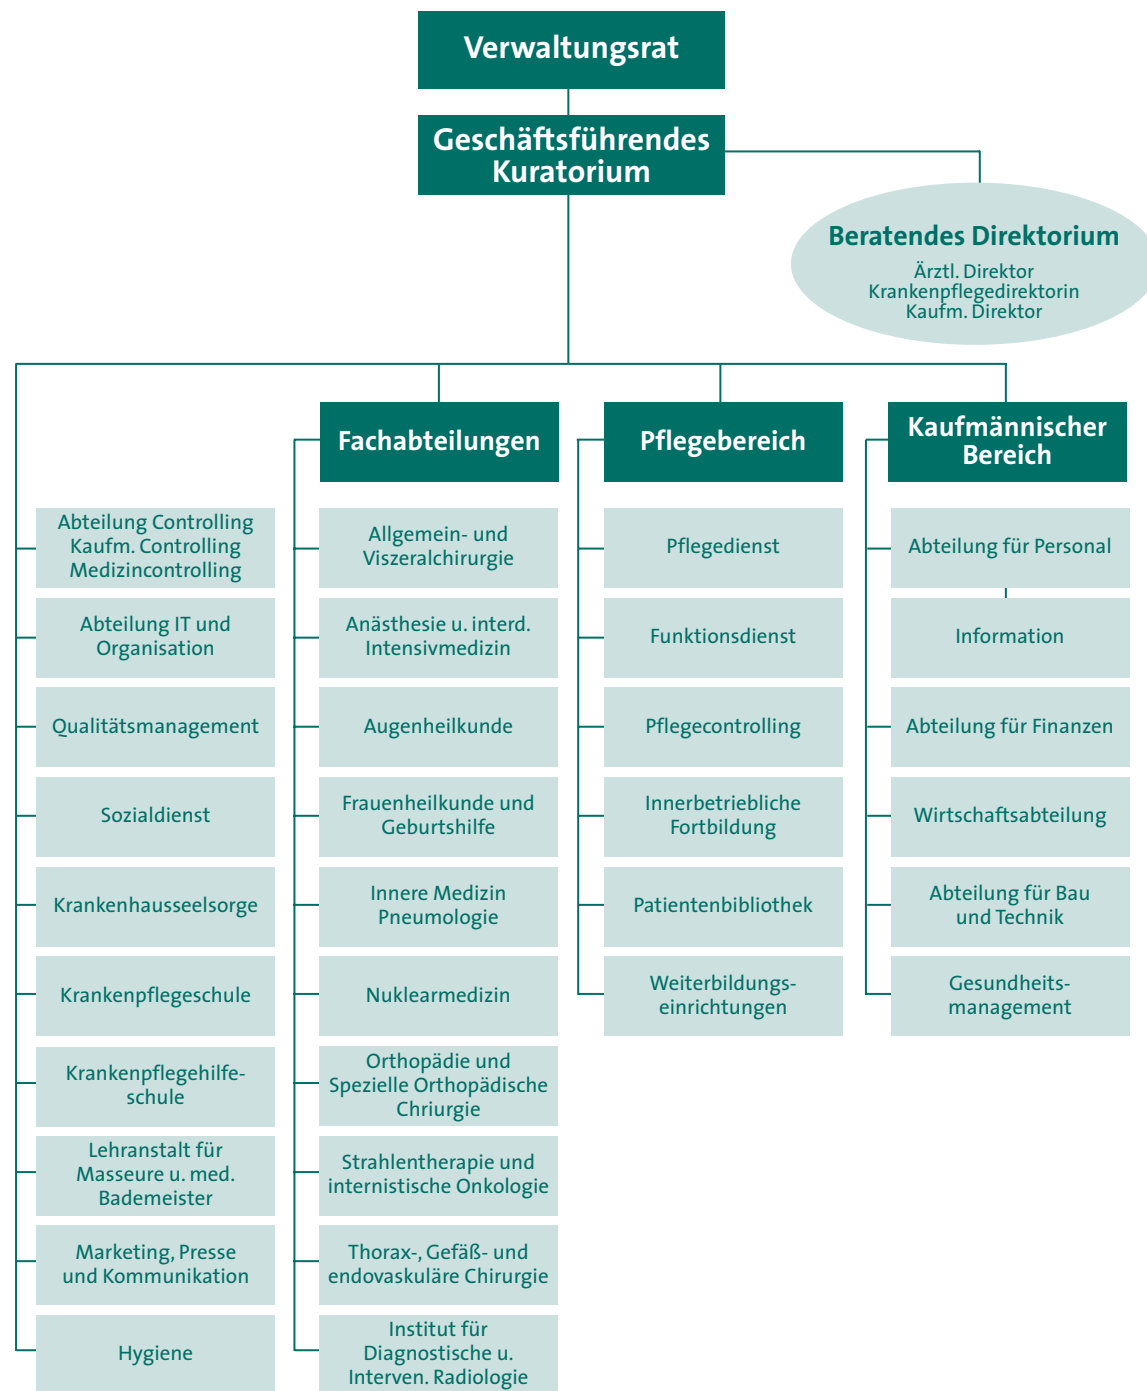 Verwaltungsrat
Geschäftsführendes
Kuratorium
Beratendes Direktorium
Ärztl. Direktor
Krankenpflegedirektorin
Kaufm. Direktor
Abteilung Controlling
Kaufm. Controlling
Medizincontrolling
Abteilung IT und
Organisation
Qualitätsmanagement
Sozialdienst
Krankenhausseelsorge
Krankenpflegeschule
Krankenpflegehilfe-
schule
Lehranstalt für
Masseure u. med.
Bademeister
Marketing, Presse
und Kommunikation
Hygiene
Fachabteilungen
Allgemein- und
Viszeralchirurgie
Anästhesie u. interd.
Intensivmedizin
Augenheilkunde
Frauenheilkunde und
Geburtshilfe
Innere Medizin
Pneumologie
Nuklearmedizin
Orthopädie und
Spezielle Orthopädische
Chriurgie
Strahlentherapie und
internistische Onkologie
Thorax-, Gefäß- und
endovaskuläre Chirurgie
Institut für
Diagnostische u.
Interven. Radiologie
Pflegebereich
Pflegedienst
Funktionsdienst
Pflegecontrolling
Innerbetriebliche
Fortbildung
Patientenbibliothek
Weiterbildungs-
einrichtungen
Kaufmännischer
Bereich
Abteilung für Personal
Information
Abteilung für Finanzen
Wirtschaftsabteilung
Abteilung für Bau
und Technik
Gesundheits-
management